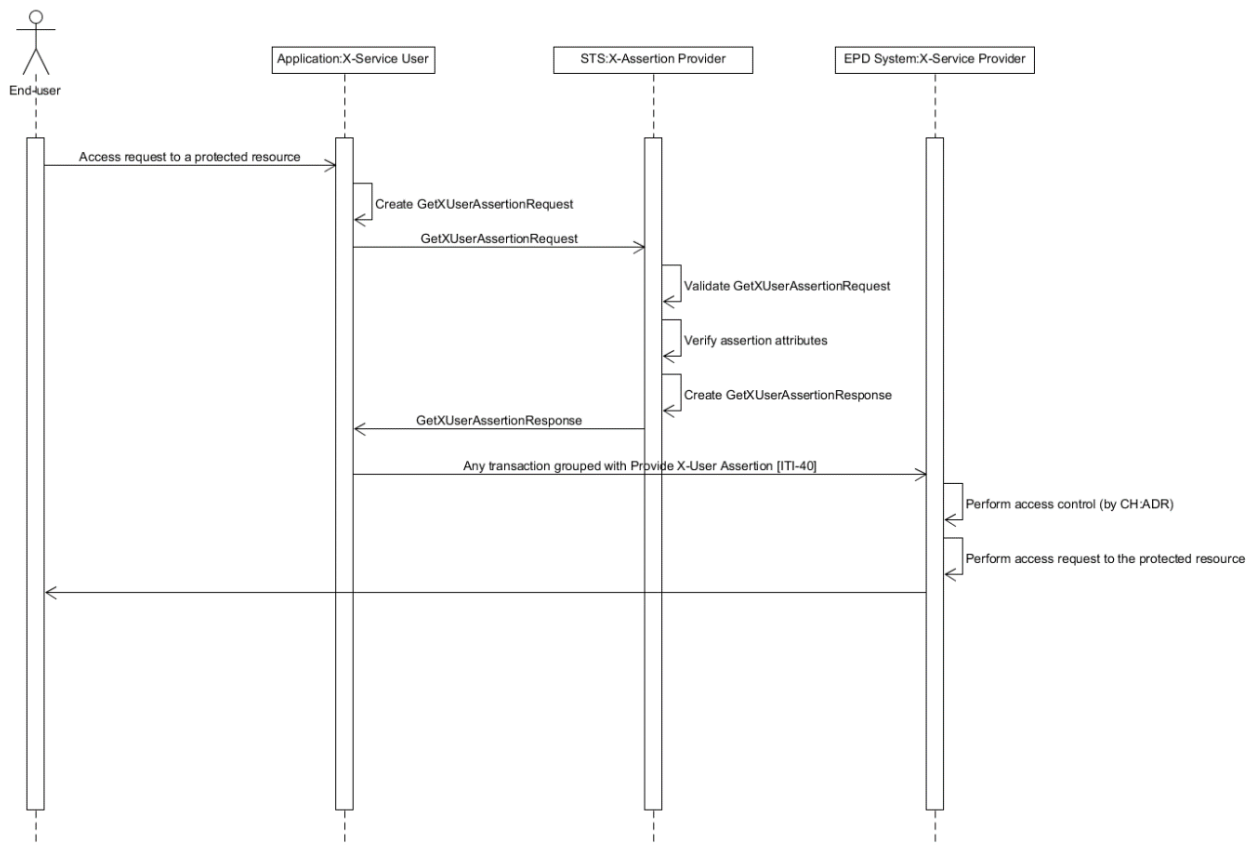 Application:X-Service User
STS:X-Assertion Provider
EPD System:X-Service Provider
End-user
Access request to a protected resource
Create GetXUserAssertionRequest
GetXUserAssertionRequest
Validate GetXUserAssertionRequest
Verify assertion attributes
Create GetXUserAssertionResponse
GetXUserAssertionResponse
Any transaction grouped with Provide X-User Assertion [ITI-40]
Perform access control (by CH:ADR)
Perform access request to the protected resource